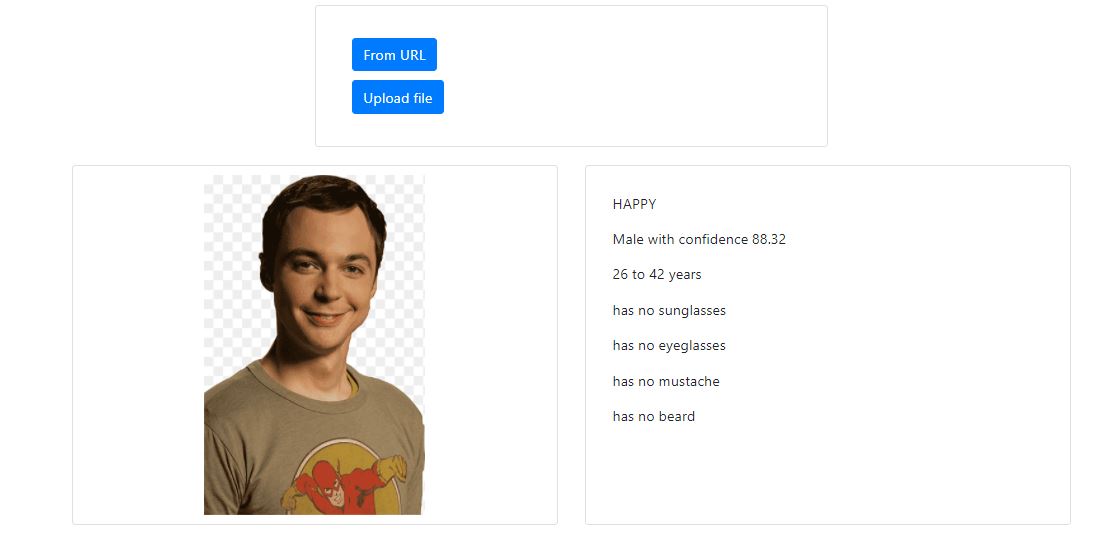 From URL
Upload file
HAPPY
Male with confidence 88.32
26 to 42 years
has no sunglasses
has no eyeglasses
has no mustache
has no beard